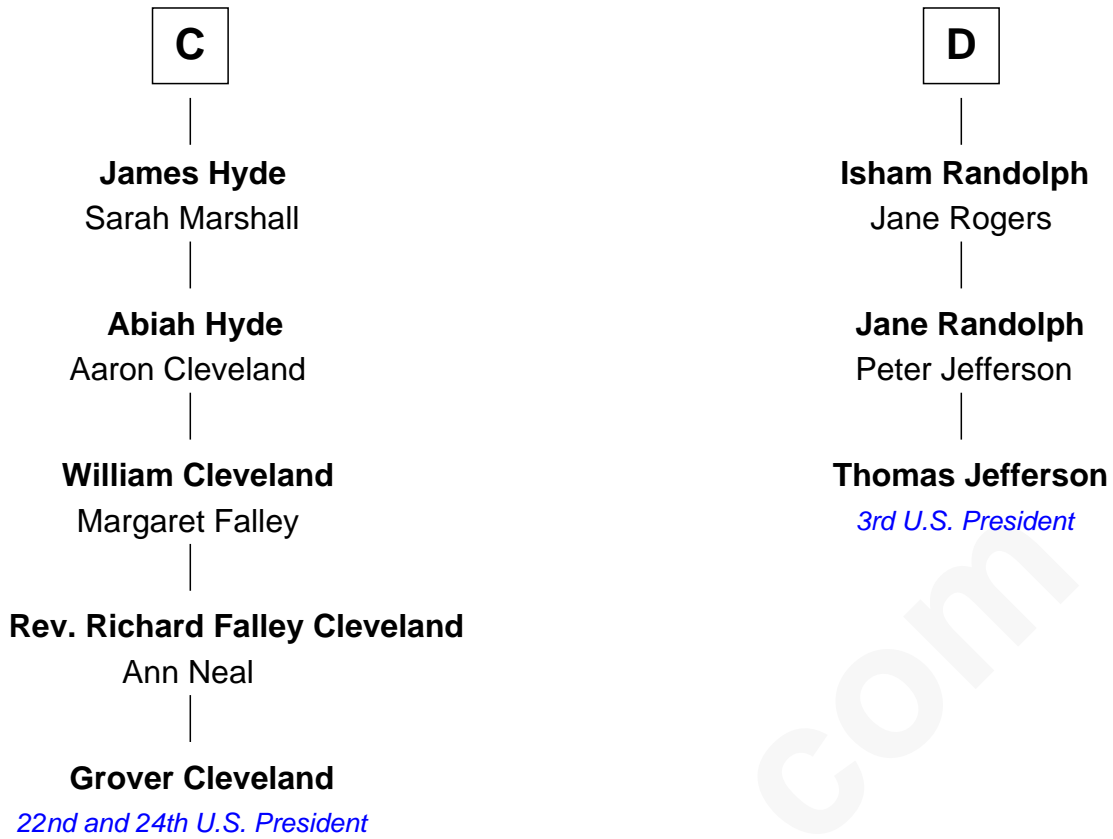 C
James Hyde
Sarah Marshall
Abiah Hyde
Aaron Cleveland
William Cleveland
Margaret Falley
Rev. Richard Falley Cleveland
Ann Neal
Grover Cleveland
22nd and 24th U.S. President
D
Isham Randolph
Jane Rogers
Jane Randolph
Peter Jefferson
Thomas Jefferson
3rd U.S. President
com